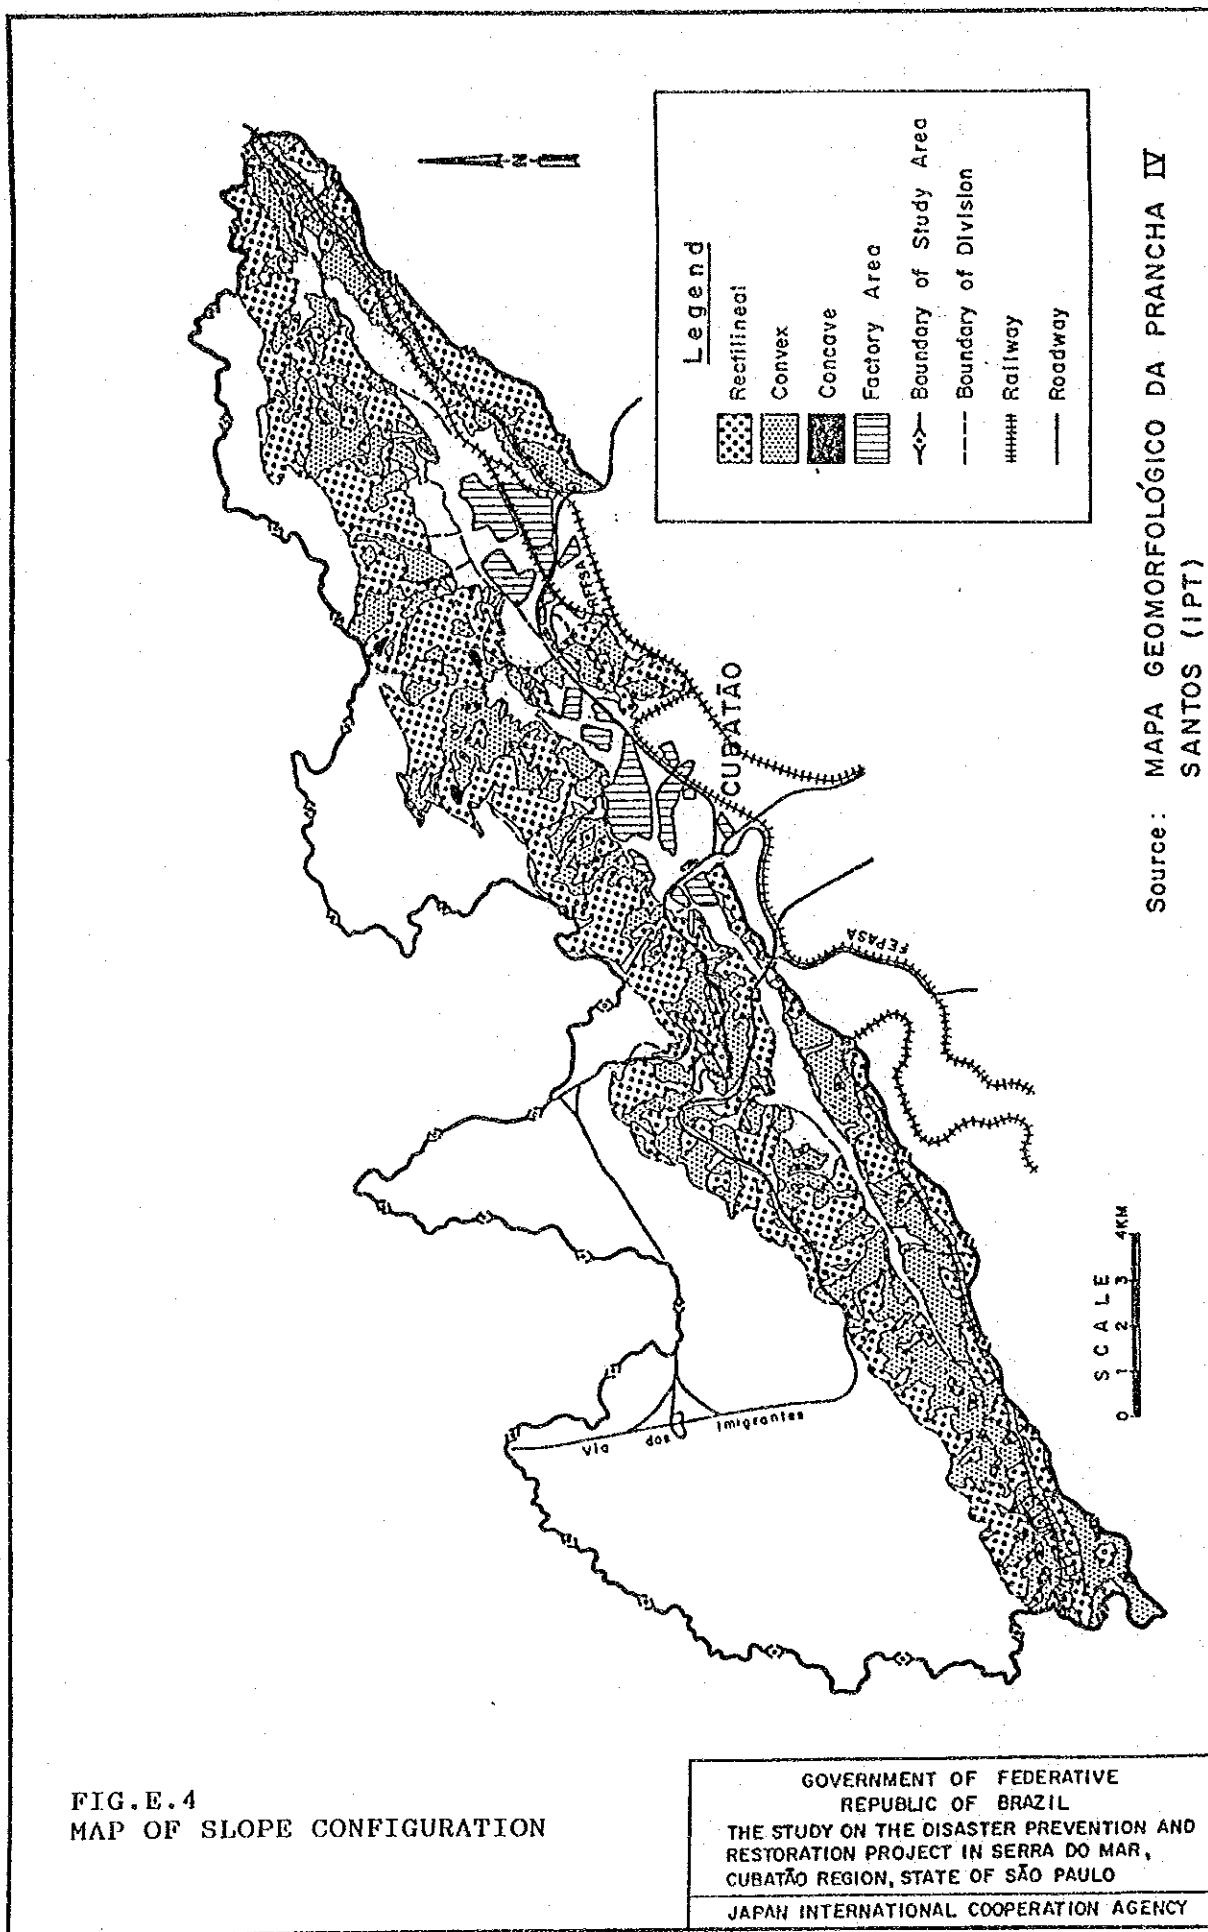 N
Legend
Rectilineal
Convex
Concave
Factory Area
Boundary of Study Area
Boundary of Division
Railway
Roadway
RFFSA
CUBATÃO
FEPASA
Via dos Imigrantes
SCALE
0 1 2 3 4KM
Source: MAPA GEOMORFOLÓGICO DA PRANCHA IV
SANTOS (IPT)
FIG.E.4
MAP OF SLOPE CONFIGURATION
GOVERNMENT OF FEDERATIVE
REPUBLIC OF BRAZIL
THE STUDY ON THE DISASTER PREVENTION AND
RESTORATION PROJECT IN SERRA DO MAR,
CUBATÃO REGION, STATE OF SÃO PAULO
JAPAN INTERNATIONAL COOPERATION AGENCY